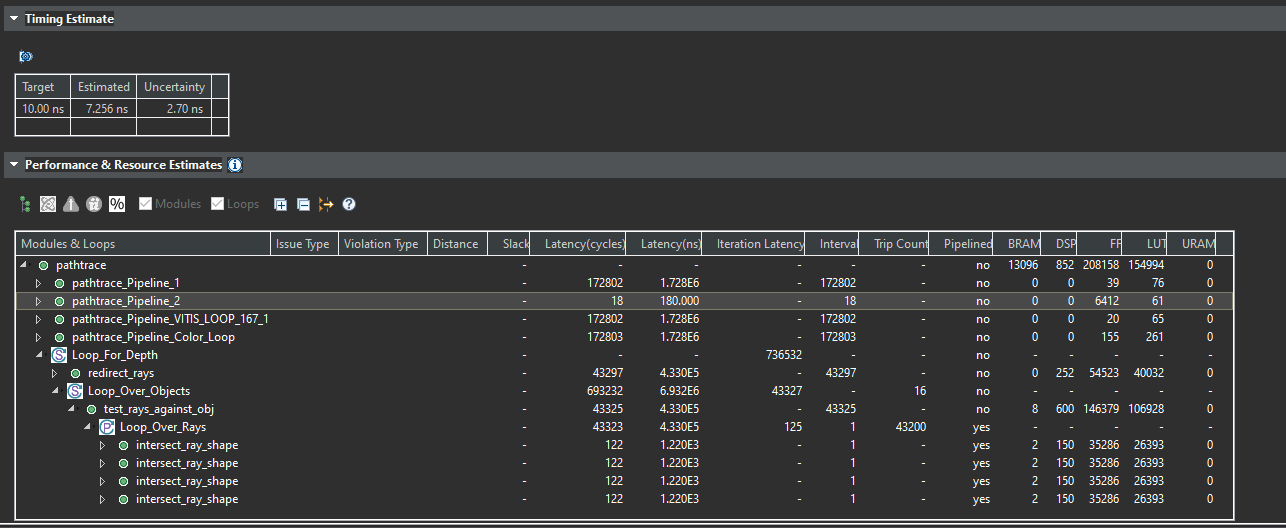 Timing Estimate
Target Estimated Uncertainty
10.00 ns 7.256 ns 2.70 ns
Performance & Resource Estimates
% Modules Loops
Modules & Loops Issue Type Violation Type Distance Slack Latency(cycles) Latency(ns) Iteration Latency Interval Trip Count Pipelined BRAM DSP FF LUT URAM
pathtrace - - - - - - no 13096 852 208158 154994 0
pathtrace_Pipeline_1 - 172802 1.728E6 - 172802 - no 0 0 39 76 0
pathtrace_Pipeline_2 - 18 180.000 - 18 - no 0 0 6412 61 0
pathtrace_Pipeline_VITIS_LOOP_167_1 - 172802 1.728E6 - 172802 - no 0 0 20 65 0
pathtrace_Pipeline_Color_Loop - 172803 1.728E6 - 172803 - no 0 0 155 261 0
Loop_For_Depth - - - 736532 - - no - - - - -
redirect_rays - 43297 4.330E5 - 43297 - no 0 252 54523 40032 0
Loop_Over_Objects - 693232 6.932E6 43327 - 16 no - - - - -
test_rays_against_obj - 43325 4.330E5 - 43325 - no 8 600 146379 106928 0
Loop_Over_Rays - 43323 4.330E5 125 1 43200 yes - - - - -
intersect_ray_shape - 122 1.220E3 - 1 - yes 2 150 35286 26393 0
intersect_ray_shape - 122 1.220E3 - 1 - yes 2 150 35286 26393 0
intersect_ray_shape - 122 1.220E3 - 1 - yes 2 150 35286 26393 0
intersect_ray_shape - 122 1.220E3 - 1 - yes 2 150 35286 26393 0